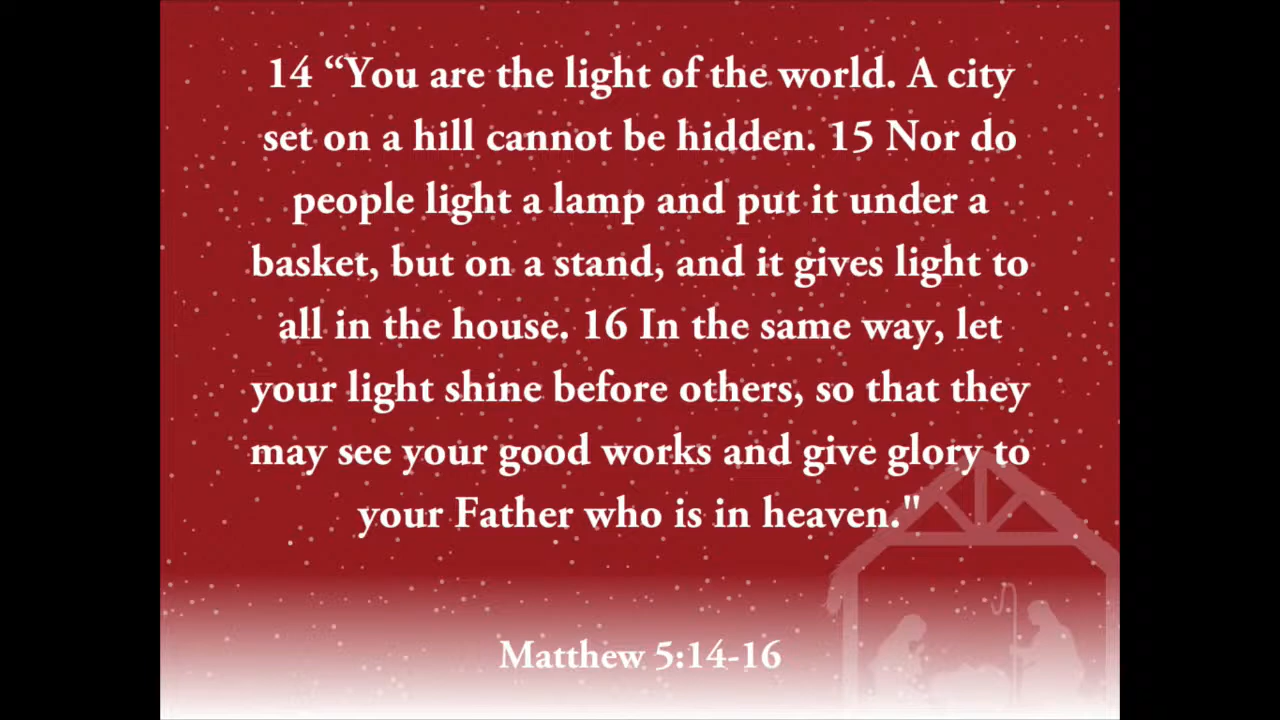 14 “You are the light of the world. A city
set on a hill cannot be hidden. 15 Nor do
people light a lamp and put it under a
basket, but on a stand, and it gives light to
all in the house. 16 In the same way, let
your light shine before others, so that they
may see your good works and give glory to
your Father who is in heaven."
Matthew 5:14-16